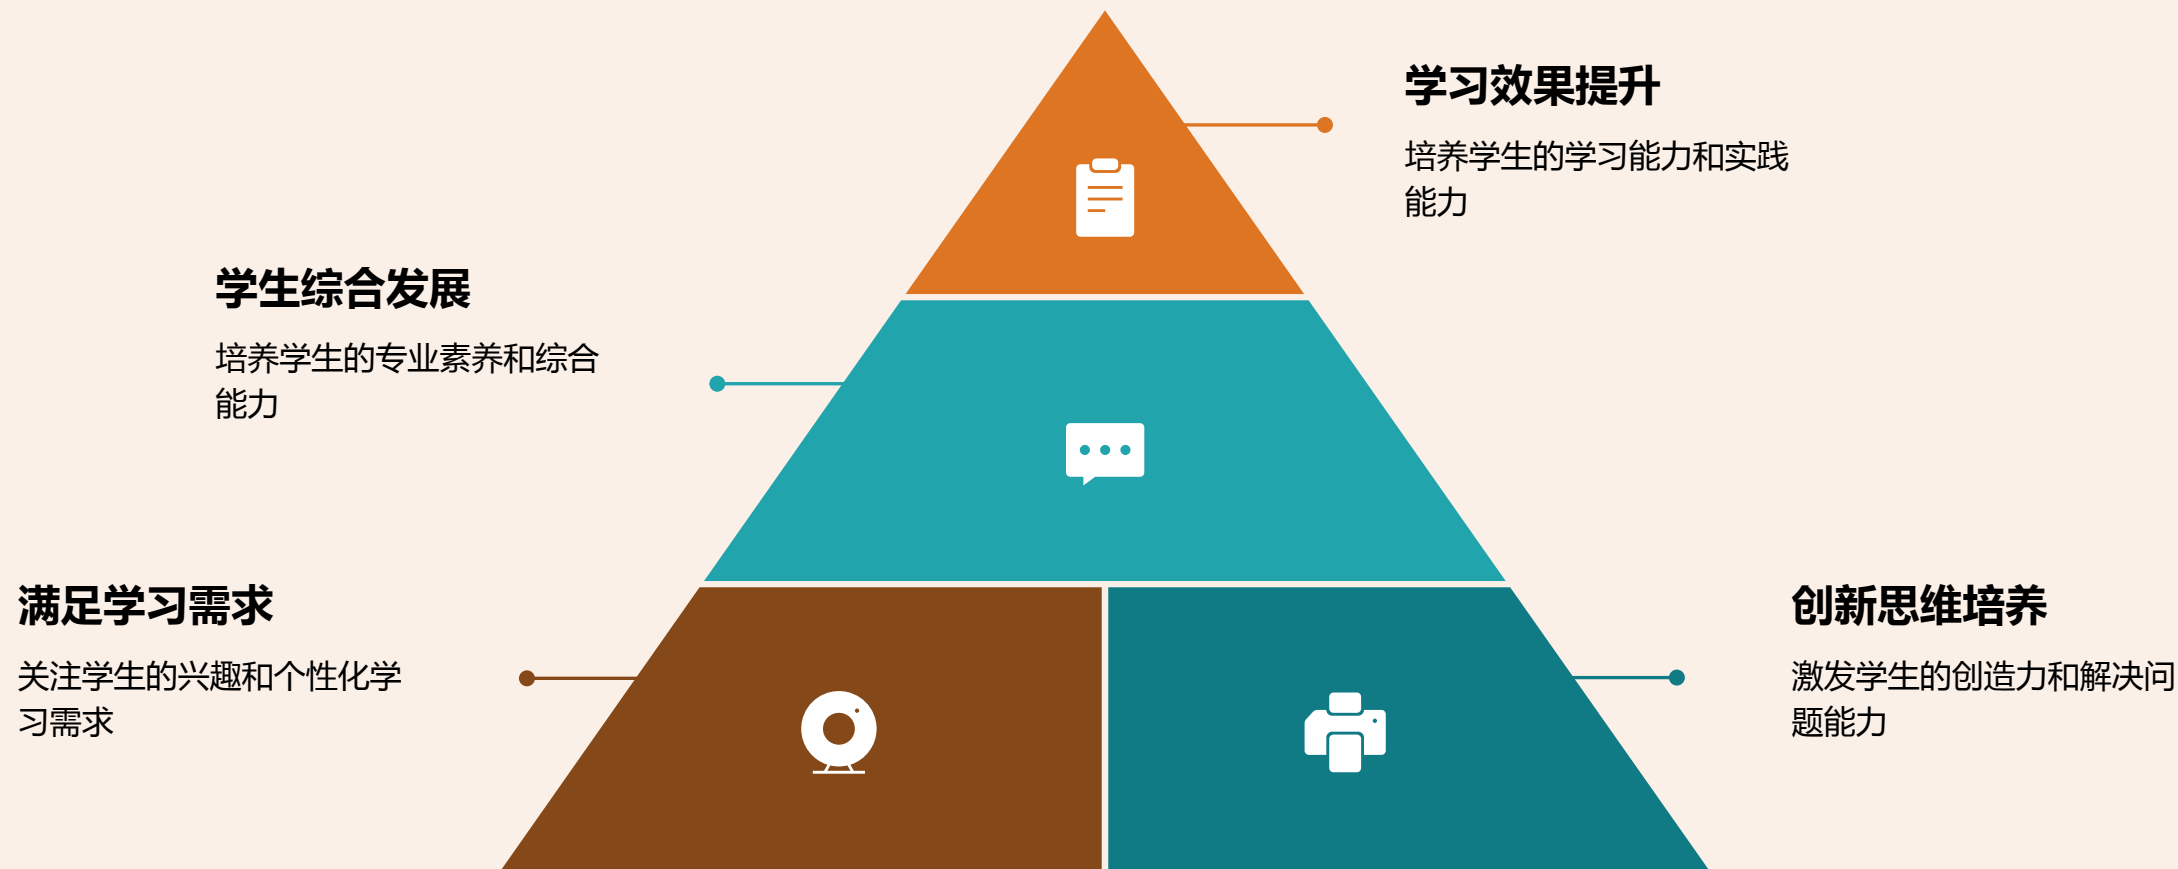 学习效果提升
培养学生的学习能力和实践
能力
学生综合发展
培养学生的专业素养和综合
能力
满足学习需求
关注学生的兴趣和个性化学
习需求
创新思维培养
激发学生的创造力和解决问
题能力